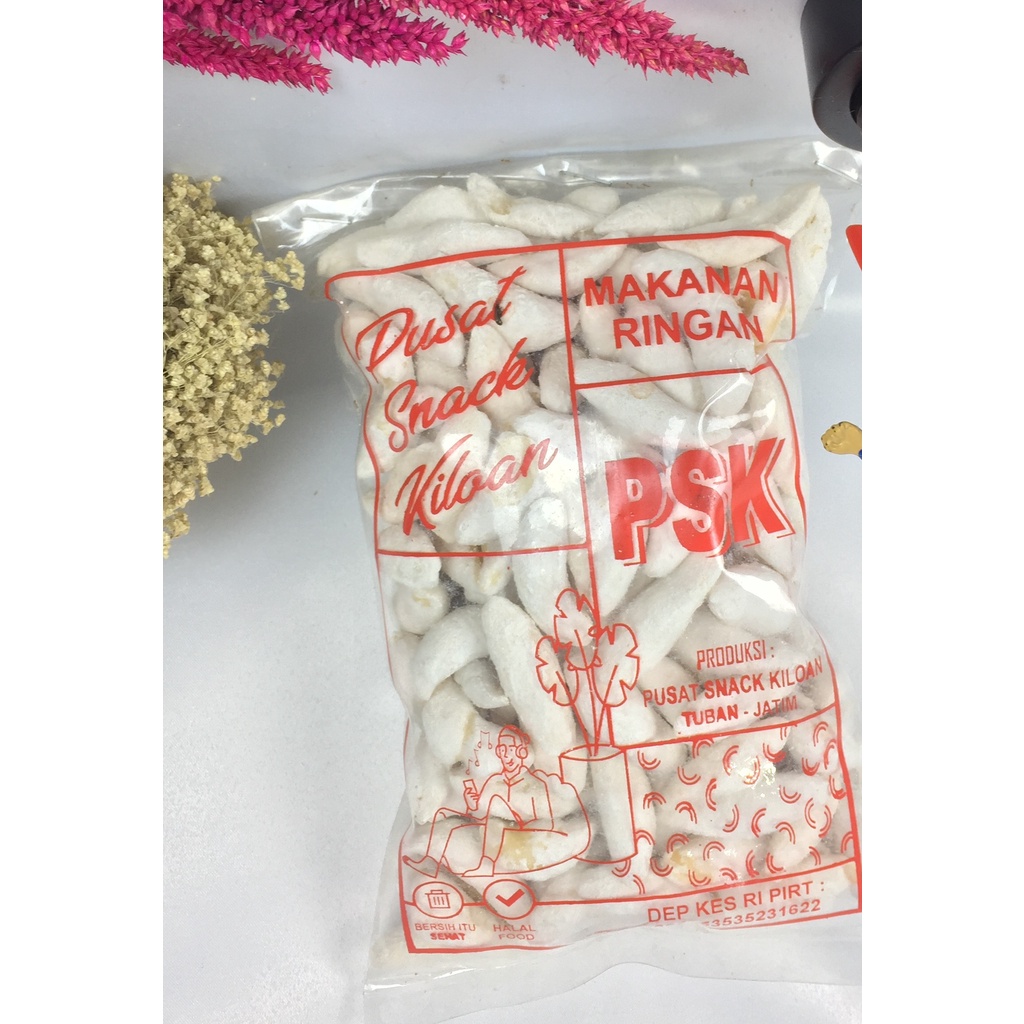 Pusat
Snack
Kiloan
MAKANAN
RINGAN
PSK
PRODUKSI :
PUSAT SNACK KILOAN
TUBAN - JATIM
BERSIH ITU
SEHAT
HALAL
FOOD
DEP KES RI PIRT :